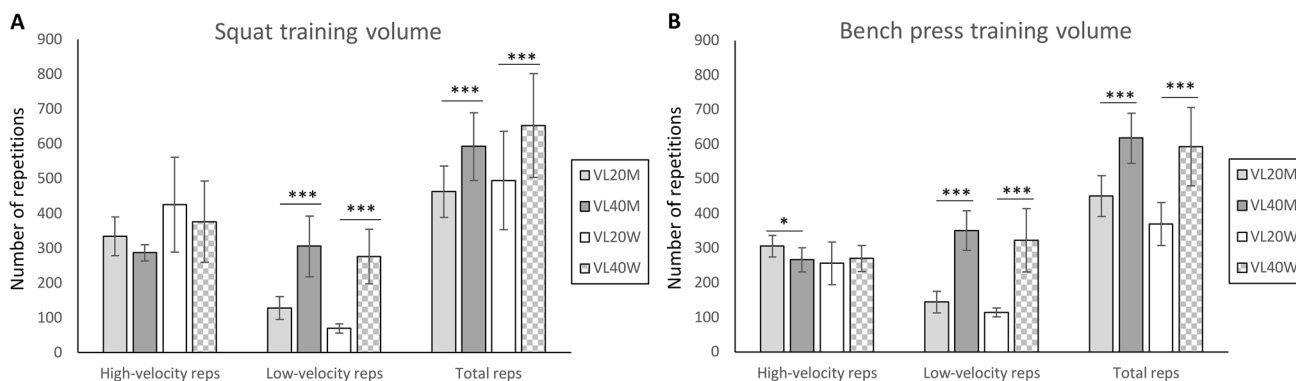 A
Squat training volume
Number of repetitions
900
800
700
600
500
400
300
200
100
0
***
***
***
***
High-velocity reps
Low-velocity reps
Total reps
VL20M
VL40M
VL20W
VL40W
B
Bench press training volume
Number of repetitions
900
800
700
600
500
400
300
200
100
0
*
***
***
***
***
High-velocity reps
Low-velocity reps
Total reps
VL20M
VL40M
VL20W
VL40W